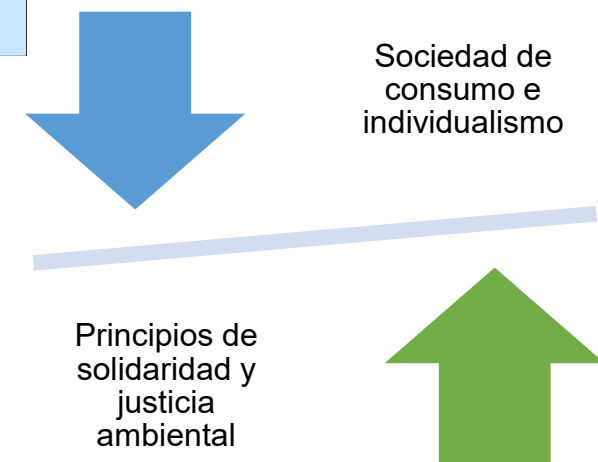 Sociedad de
consumo e
individualismo
Principios de
solidaridad y
justicia
ambiental